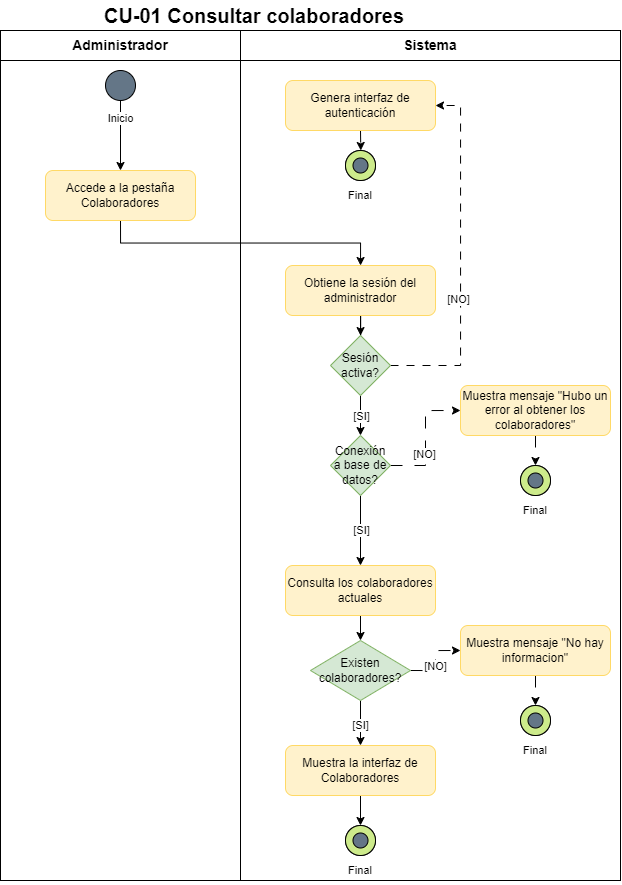 CU-01 Consultar colaboradores
Administrador
Sistema
Inicio
Accede a la pestaña
Colaboradores
Genera interfaz de
autenticación
Final
Obtiene la sesión del
administrador
[NO]
Sesión
activa?
[SI]
Muestra mensaje "Hubo un
error al obtener los
colaboradores"
Conexión
a base de
datos?
[NO]
Final
[SI]
Consulta los colaboradores
actuales
Existen
colaboradores?
[NO]
Muestra mensaje "No hay
informacion"
Final
[SI]
Muestra la interfaz de
Colaboradores
Final